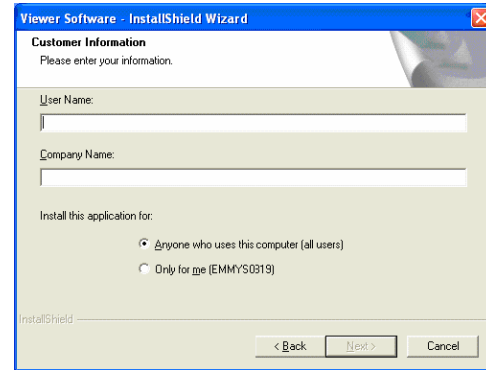 Viewer Software - InstallShield Wizard
Customer Information
Please enter your information.
User Name:
Company Name:
Install this application for:
Anyone who uses this computer (all users)
Only for me (EMMYS0319)
InstallShield
< Back Next > Cancel